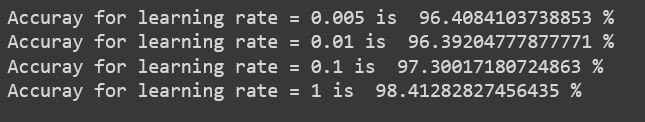 Accuray for learning rate = 0.005 is  96.4084103738853 %
Accuray for learning rate = 0.01 is  96.39204777877771 %
Accuray for learning rate = 0.1 is  97.30017180724863 %
Accuray for learning rate = 1 is  98.41282827456435 %